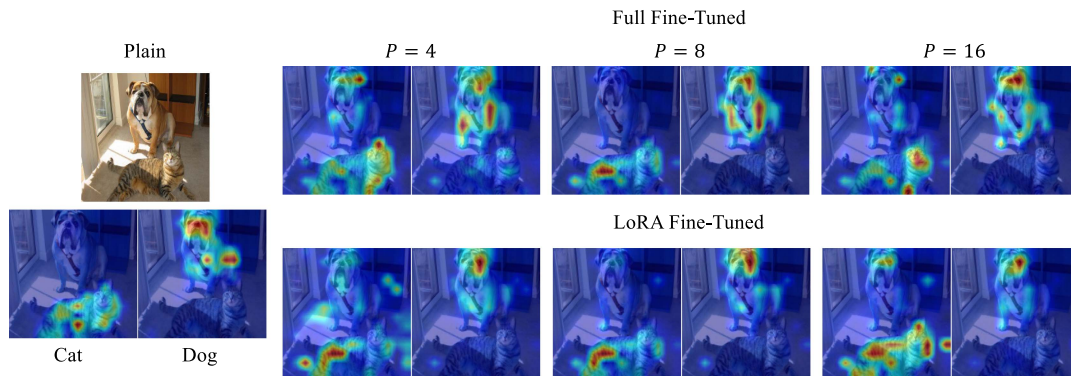 Full Fine-Tuned
Plain
P = 4
P = 8
P = 16
LoRA Fine-Tuned
Cat
Dog